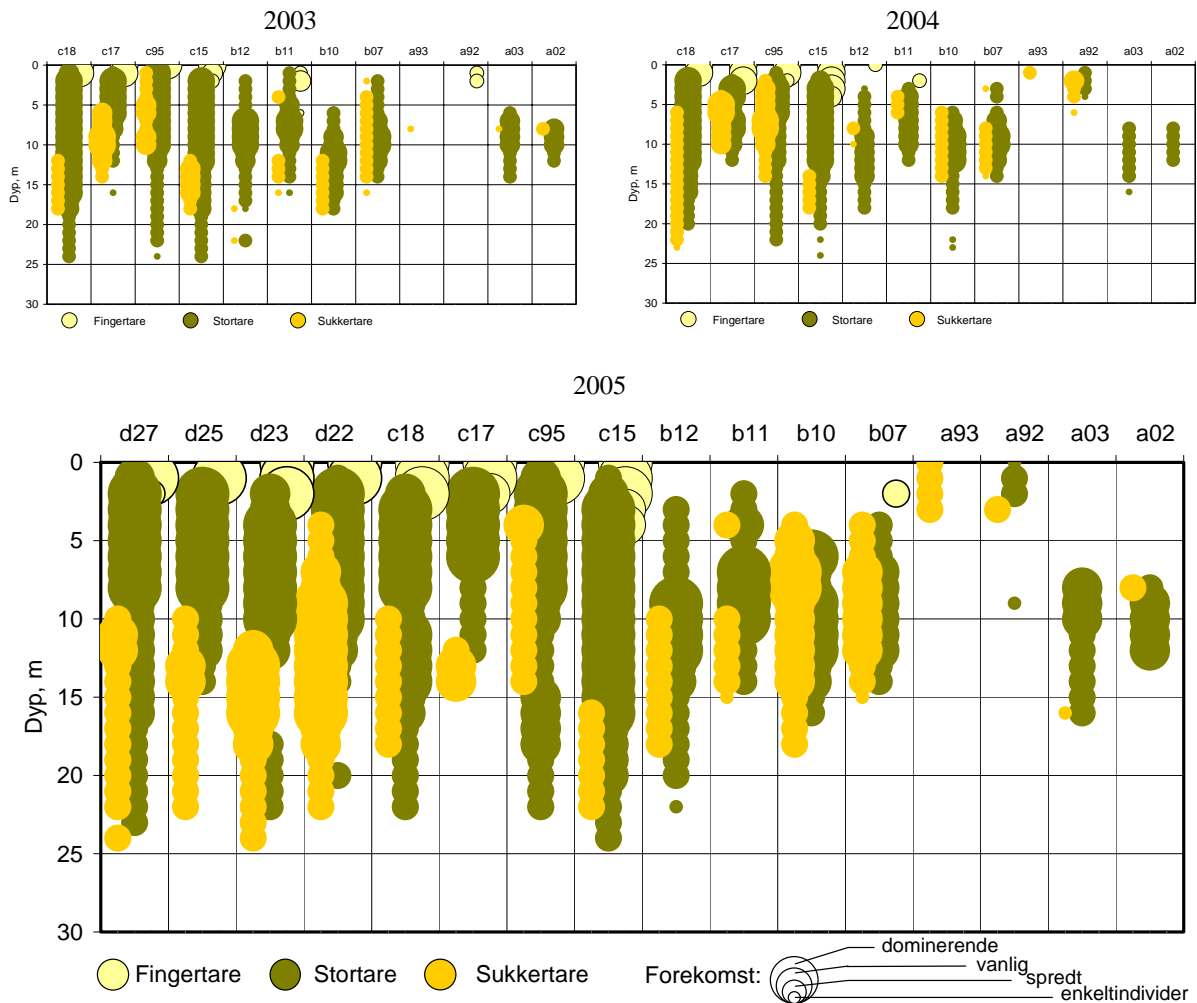 2003
c18 c17 c95 c15 b12 b11 b10 b07 a93 a92 a03 a02
0
5
10
15
20
25
30
Dyp, m
Fingertare Stortare Sukkertare
2004
c18 c17 c95 c15 b12 b11 b10 b07 a93 a92 a03 a02
0
5
10
15
20
25
30
Dyp, m
Fingertare Stortare Sukkertare
2005
d27 d25 d23 d22 c18 c17 c95 c15 b12 b11 b10 b07 a93 a92 a03 a02
0
5
10
15
20
25
30
Dyp, m
Fingertare Stortare Sukkertare Forekomst:
dominerende
vanlig
spredt
enkeltindivider